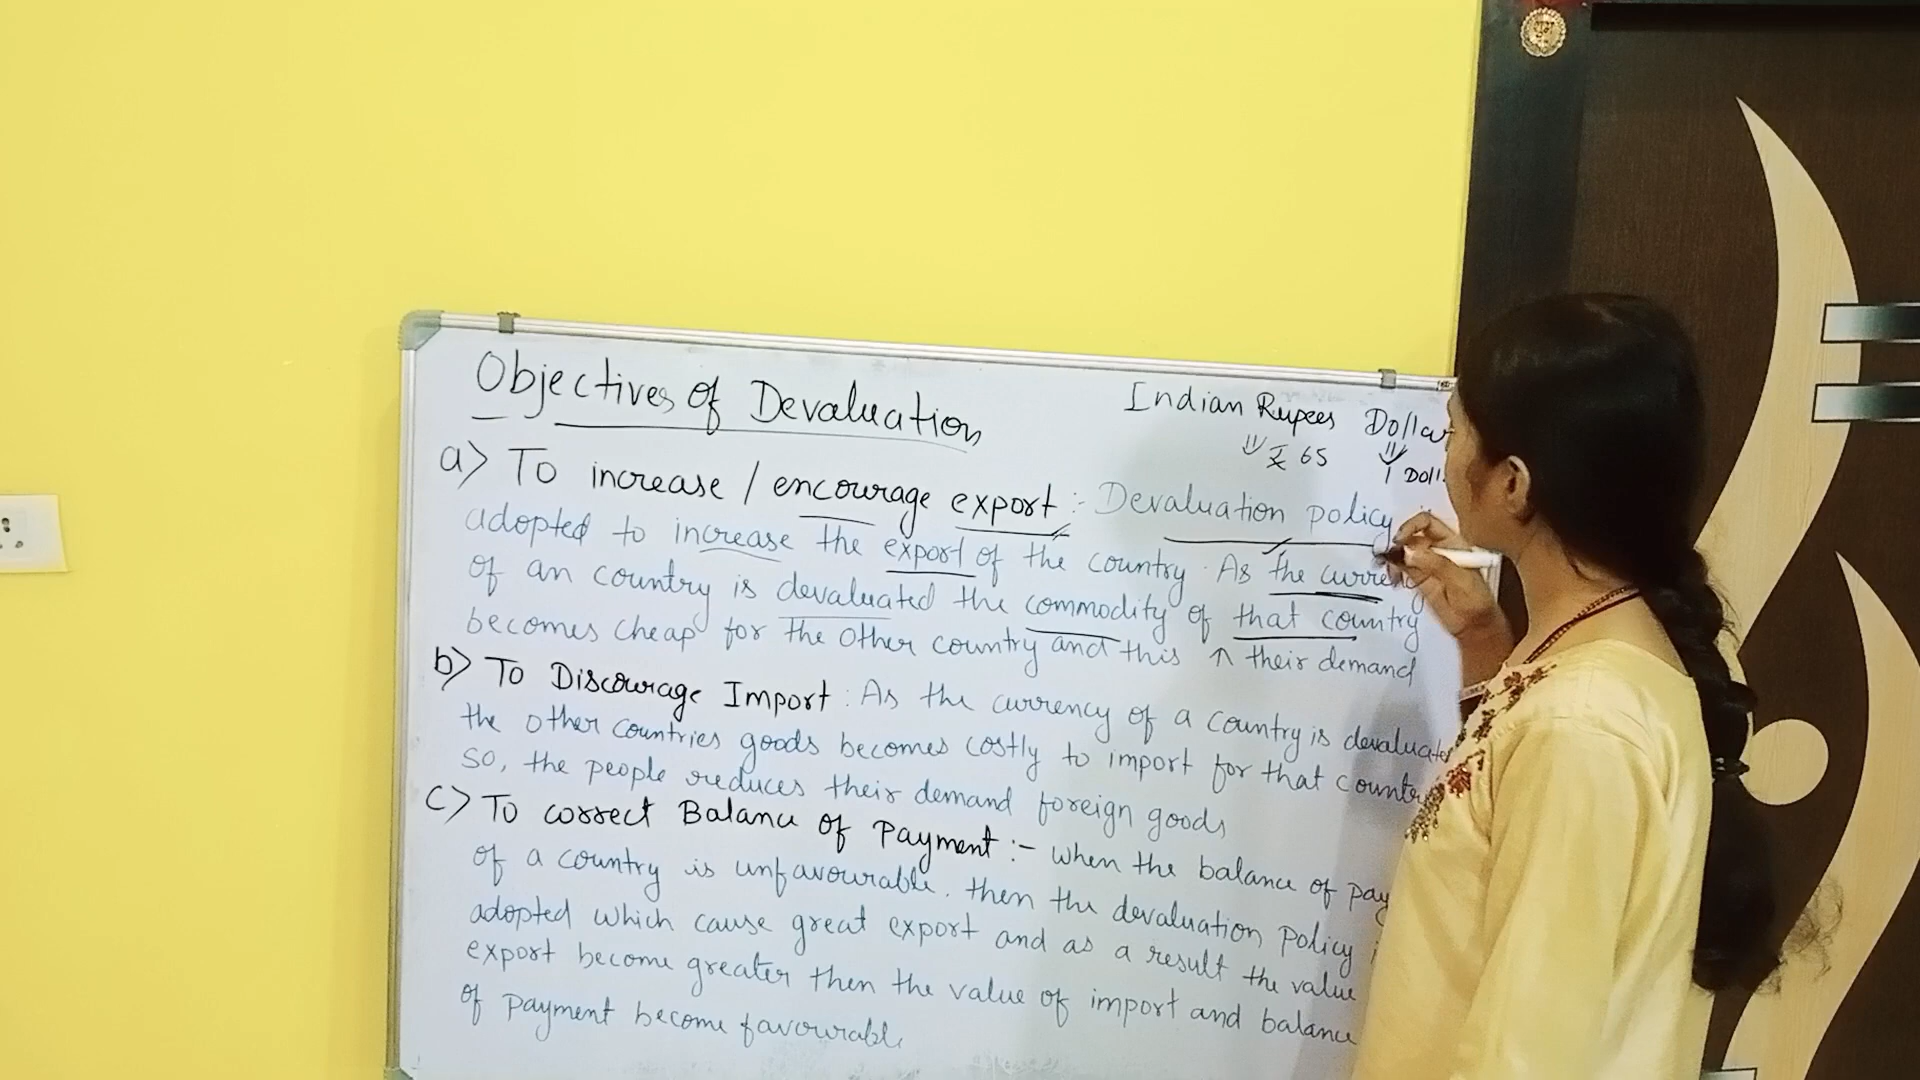 Objectives of Devaluation
Indian Rupees Dollar
⇓ ₹ 65 ⇓ 1 Doll.
a> To increase / encourage export :- Devaluation policy
adopted to increase the export of the country. As the curren
of an country is devaluated the commodity of that country
becomes cheap for the other country and this ↑ their demand
b> To Discourage Import : As the currency of a country is devaluate
the other countries goods becomes costly to import for that countr
so, the people reduces their demand foreign goods
c> To correct Balance of Payment :- when the balance of pay
of a country is unfavourable, then the devaluation policy
adopted which cause great export and as a result the value
export become greater then the value of import and balance
of payment become favourable